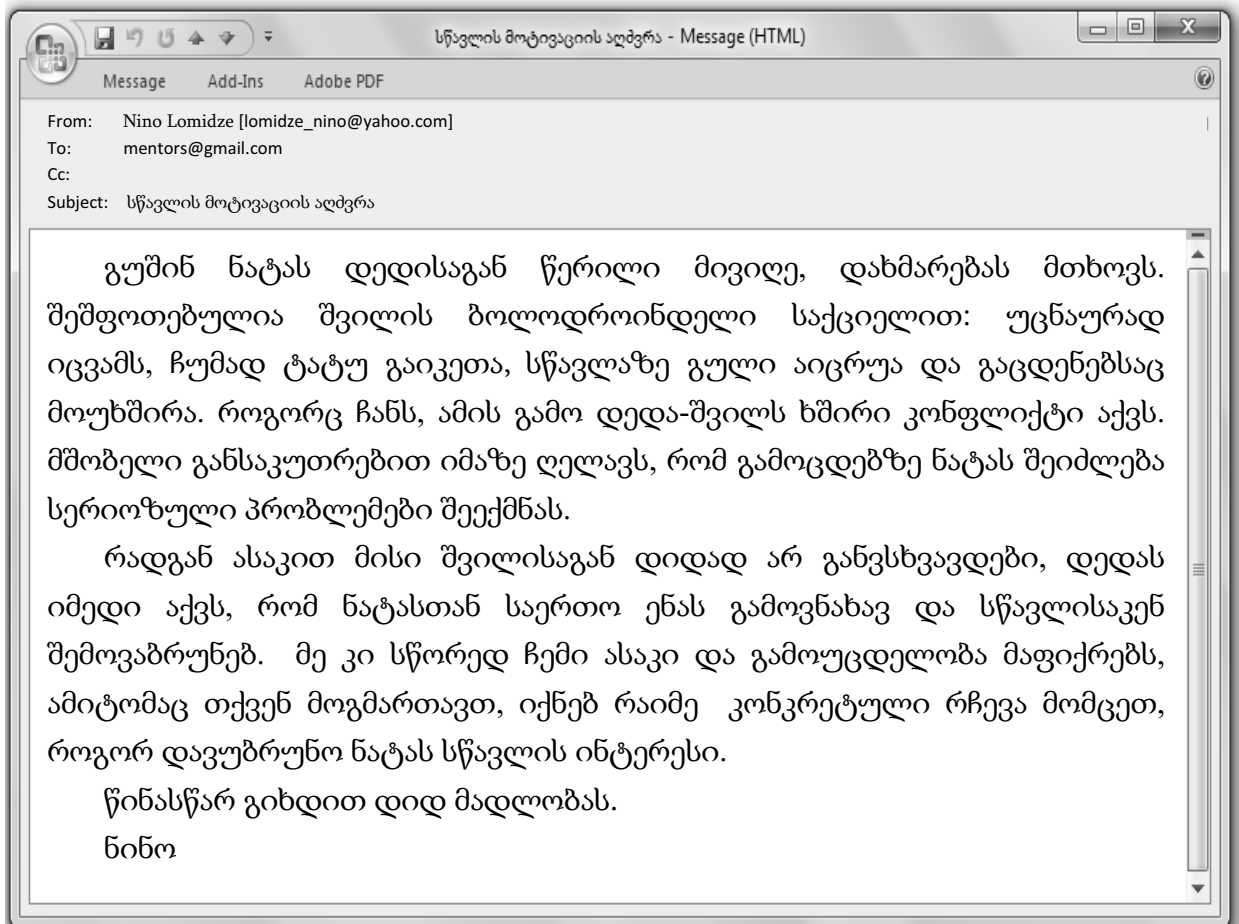 სწავლის მოტივაციის აღძვრა - Message (HTML)
Message Add-Ins Adobe PDF
From: Nino Lomidze [lomidze_nino@yahoo.com]
To: mentors@gmail.com
Cc:
Subject: სწავლის მოტივაციის აღძვრა
გუშინ ნატას დედისაგან წერილი მივიღე, დახმარებას მთხოვს.
შეშფოთებულია შვილის ბოლოდროინდელი საქციელით: უცნაურად
იცვამს, ჩუმად ტატუ გაიკეთა, სწავლაზე გული აიცრუა და გაცდენებსაც
მოუხშირა. როგორც ჩანს, ამის გამო დედა-შვილს ხშირი კონფლიქტი აქვს.
მშობელი განსაკუთრებით იმაზე ღელავს, რომ გამოცდებზე ნატას შეიძლება
სერიოზული პრობლემები შეექმნას.
რადგან ასაკით მისი შვილისაგან დიდად არ განვსხვავდები, დედას
იმედი აქვს, რომ ნატასთან საერთო ენას გამოვნახავ და სწავლისაკენ
შემოვაბრუნებ. მე კი სწორედ ჩემი ასაკი და გამოუცდელობა მაფიქრებს,
ამიტომაც თქვენ მოგმართავთ, იქნებ რაიმე კონკრეტული რჩევა მომცეთ,
როგორ დავუბრუნო ნატას სწავლის ინტერესი.
წინასწარ გიხდით დიდ მადლობას.
ნინო